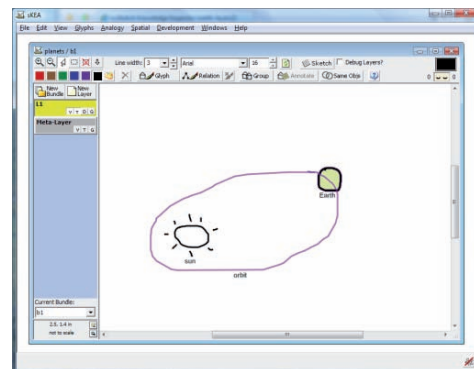 sKEA
File Edit View Glyphs Analogy Spatial Development Windows Help
planets / b1
Line width: 3 Arial 16 Sketch Debug Layers?
Glyph Relation Group Annotate Same Objs 0 0
New Bundle New Layer
L1
V T D G
Meta-Layer
V T G
Earth
sun
orbit
Current Bundle:
b1
not to scale